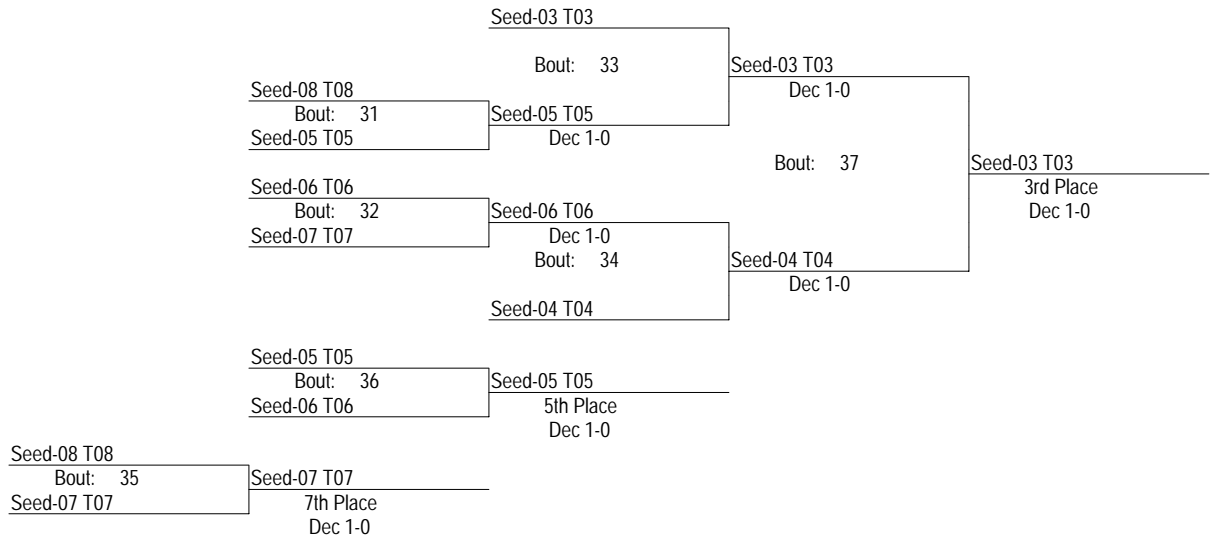 Seed-03 T03
Bout: 33
Seed-03 T03
Dec 1-0
Seed-08 T08
Bout: 31
Seed-05 T05
Seed-05 T05
Dec 1-0
Bout: 37
Seed-03 T03
3rd Place
Dec 1-0
Seed-06 T06
Bout: 32
Seed-07 T07
Seed-06 T06
Dec 1-0
Bout: 34
Seed-04 T04
Dec 1-0
Seed-04 T04
Seed-05 T05
Bout: 36
Seed-06 T06
Seed-05 T05
5th Place
Dec 1-0
Seed-08 T08
Bout: 35
Seed-07 T07
Seed-07 T07
7th Place
Dec 1-0